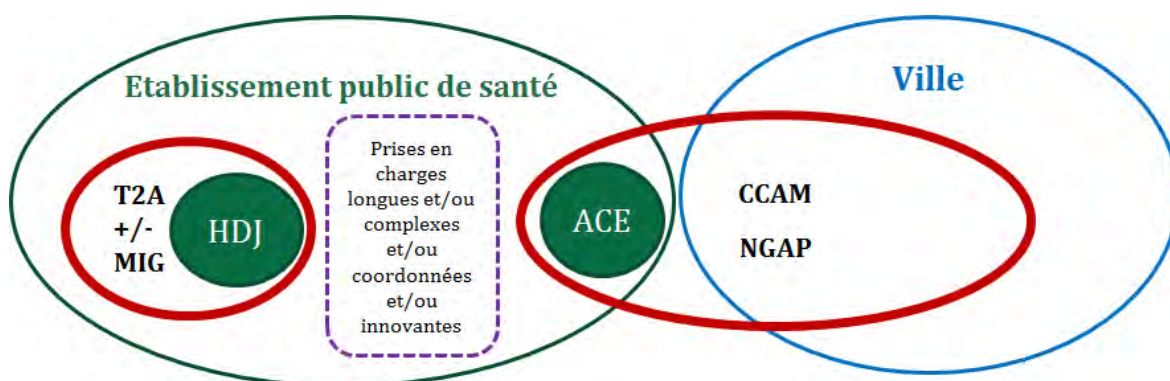 Etablissement public de santé
T2A
+/-
MIG
HDJ
Prises en
charges
longues et/ou
complexes
et/ou
coordonnées
et/ou
innovantes
ACE
Ville
CCAM
NGAP